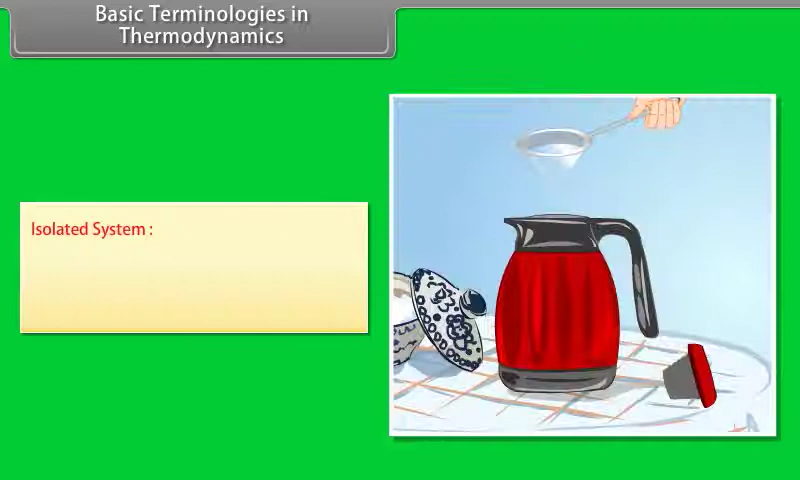 Basic Terminologies in
Thermodynamics
Isolated System :